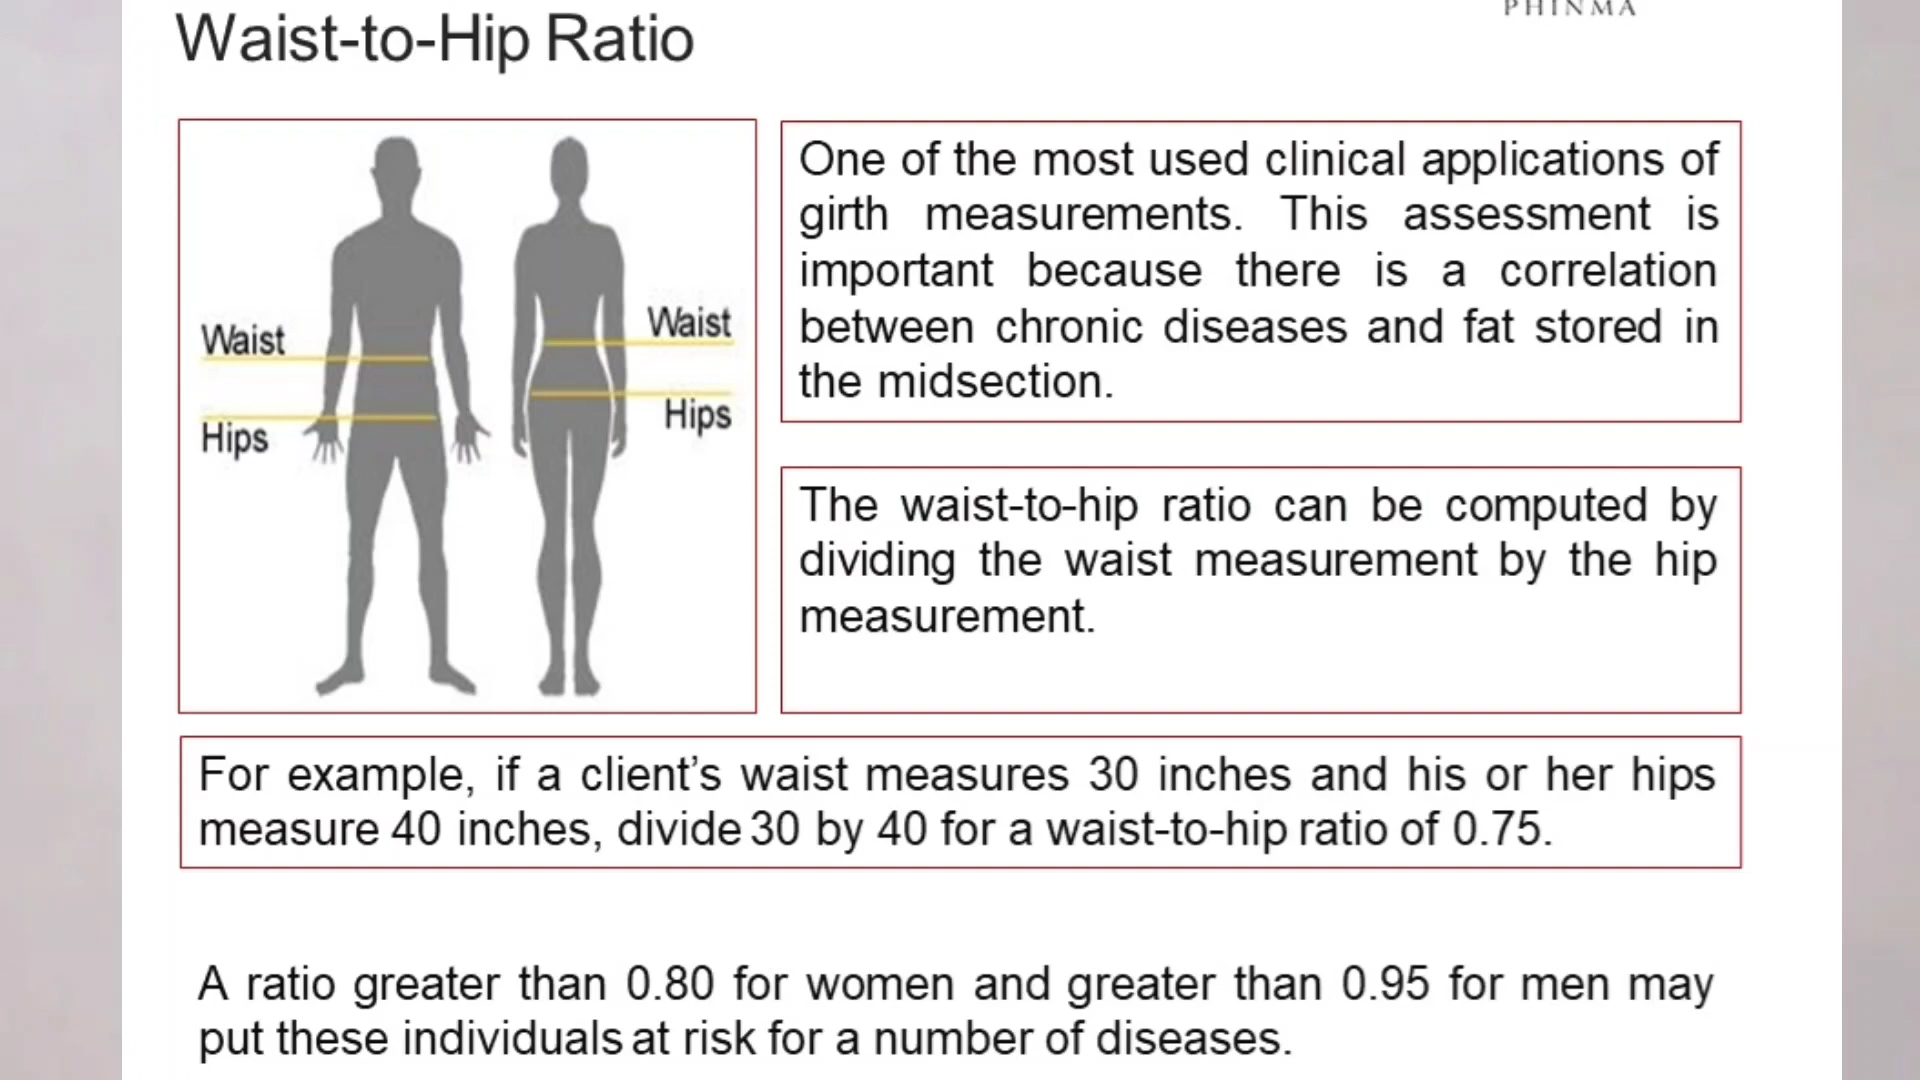 PHINMA
Waist-to-Hip Ratio
Waist
Hips
Waist
Hips
One of the most used clinical applications of
girth measurements. This assessment is
important because there is a correlation
between chronic diseases and fat stored in
the midsection.
The waist-to-hip ratio can be computed by
dividing the waist measurement by the hip
measurement.
For example, if a client’s waist measures 30 inches and his or her hips
measure 40 inches, divide 30 by 40 for a waist-to-hip ratio of 0.75.
A ratio greater than 0.80 for women and greater than 0.95 for men may
put these individuals at risk for a number of diseases.